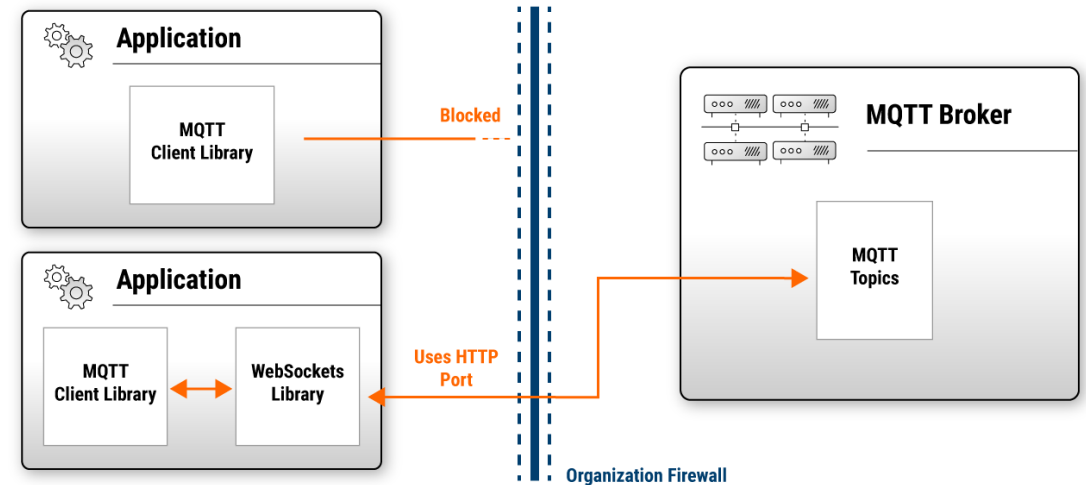 Application
MQTT
Client Library
Blocked
MQTT Broker
MQTT
Topics
Application
MQTT
Client Library
WebSockets
Library
Uses HTTP
Port
Organization Firewall